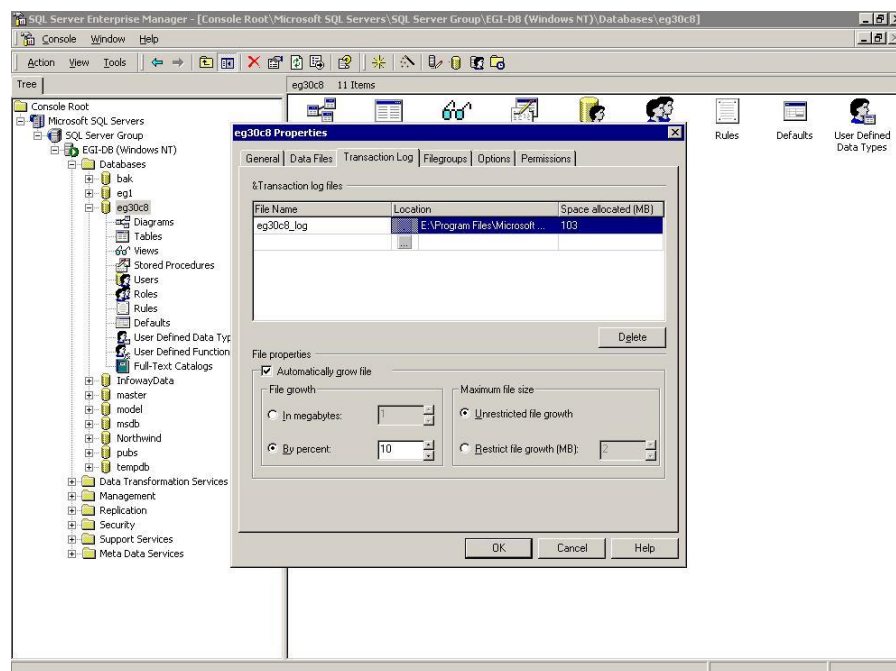 SQL Server Enterprise Manager - [Console Root\Microsoft SQL Servers\SQL Server Group\EGI-DB (Windows NT)\Databases\eg30c8]
Console Window Help
Action View Tools
Tree
eg30c8 11 Items
Console Root
Microsoft SQL Servers
SQL Server Group
EGI-DB (Windows NT)
Databases
bak
eg1
eg30c8
Diagrams
Tables
Views
Stored Procedures
Users
Roles
Rules
Defaults
User Defined Data Typ
User Defined Function
Full-Text Catalogs
InfowayData
master
model
msdb
Northwind
pubs
tempdb
Data Transformation Services
Management
Replication
Security
Support Services
Meta Data Services
Rules Defaults User Defined
Data Types
eg30c8 Properties
General Data Files Transaction Log Filegroups Options Permissions
&Transaction log files
File Name Location Space allocated (MB)
eg30c8_log E:\Program Files\Microsoft ... 103
...
Delete
File properties
Automatically grow file
File growth
In megabytes: 1
By percent: 10
Maximum file size
Unrestricted file growth
Restrict file growth (MB): 2
OK Cancel Help